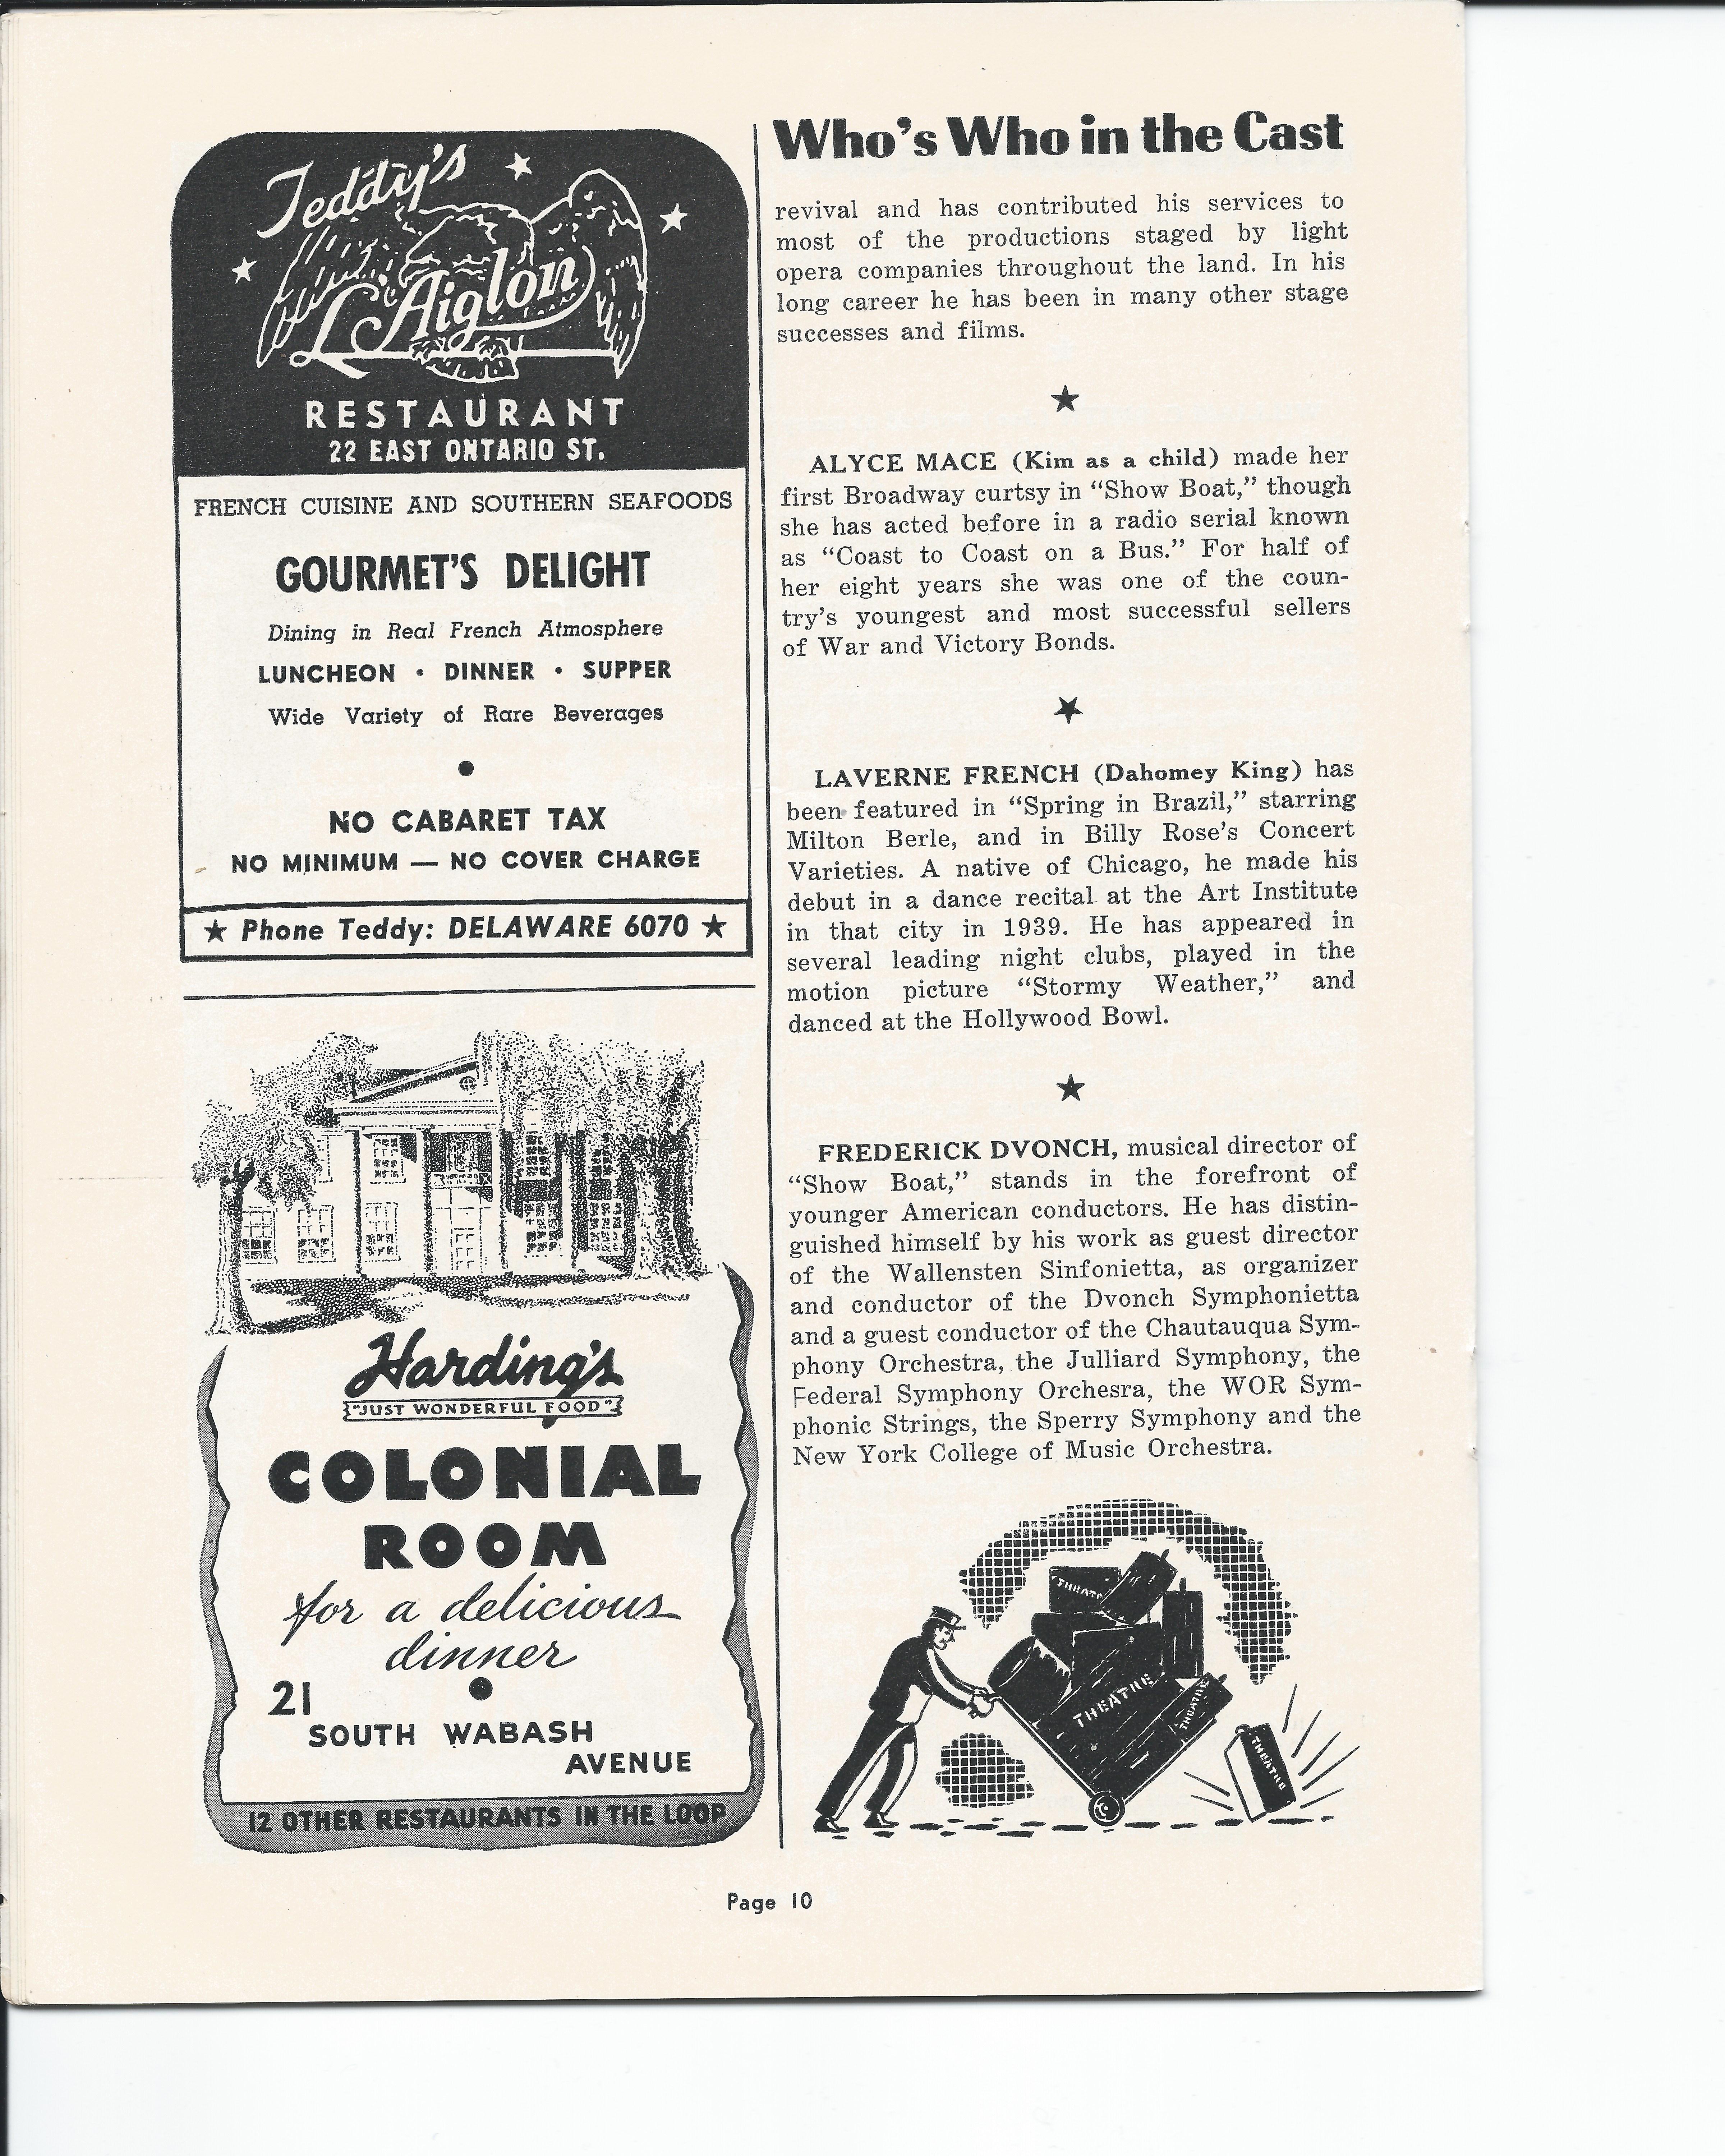 Teddy's
L'Aiglon
RESTAURANT
22 EAST ONTARIO ST.
FRENCH CUISINE AND SOUTHERN SEAFOODS
GOURMET'S DELIGHT
Dining in Real French Atmosphere
LUNCHEON • DINNER • SUPPER
Wide Variety of Rare Beverages
NO CABARET TAX
NO MINIMUM — NO COVER CHARGE
★ Phone Teddy: DELAWARE 6070 ★
Harding's
"JUST WONDERFUL FOOD"
COLONIAL
ROOM
for a delicious
dinner
21
SOUTH WABASH
AVENUE
12 OTHER RESTAURANTS IN THE LOOP
Who's Who in the Cast
revival and has contributed his services to
most of the productions staged by light
opera companies throughout the land. In his
long career he has been in many other stage
successes and films.
★
ALYCE MACE (Kim as a child) made her
first Broadway curtsy in "Show Boat," though
she has acted before in a radio serial known
as "Coast to Coast on a Bus." For half of
her eight years she was one of the coun-
try's youngest and most successful sellers
of War and Victory Bonds.
★
LAVERNE FRENCH (Dahomey King) has
been featured in "Spring in Brazil," starring
Milton Berle, and in Billy Rose's Concert
Varieties. A native of Chicago, he made his
debut in a dance recital at the Art Institute
in that city in 1939. He has appeared in
several leading night clubs, played in the
motion picture "Stormy Weather," and
danced at the Hollywood Bowl.
★
FREDERICK DVONCH, musical director of
"Show Boat," stands in the forefront of
younger American conductors. He has distin-
guished himself by his work as guest director
of the Wallensten Sinfonietta, as organizer
and conductor of the Dvonch Symphonietta
and a guest conductor of the Chautauqua Sym-
phony Orchestra, the Julliard Symphony, the
Federal Symphony Orchesra, the WOR Sym-
phonic Strings, the Sperry Symphony and the
New York College of Music Orchestra.
THEATRE
THEATRE
THEATRE
THEATRE
Page 10